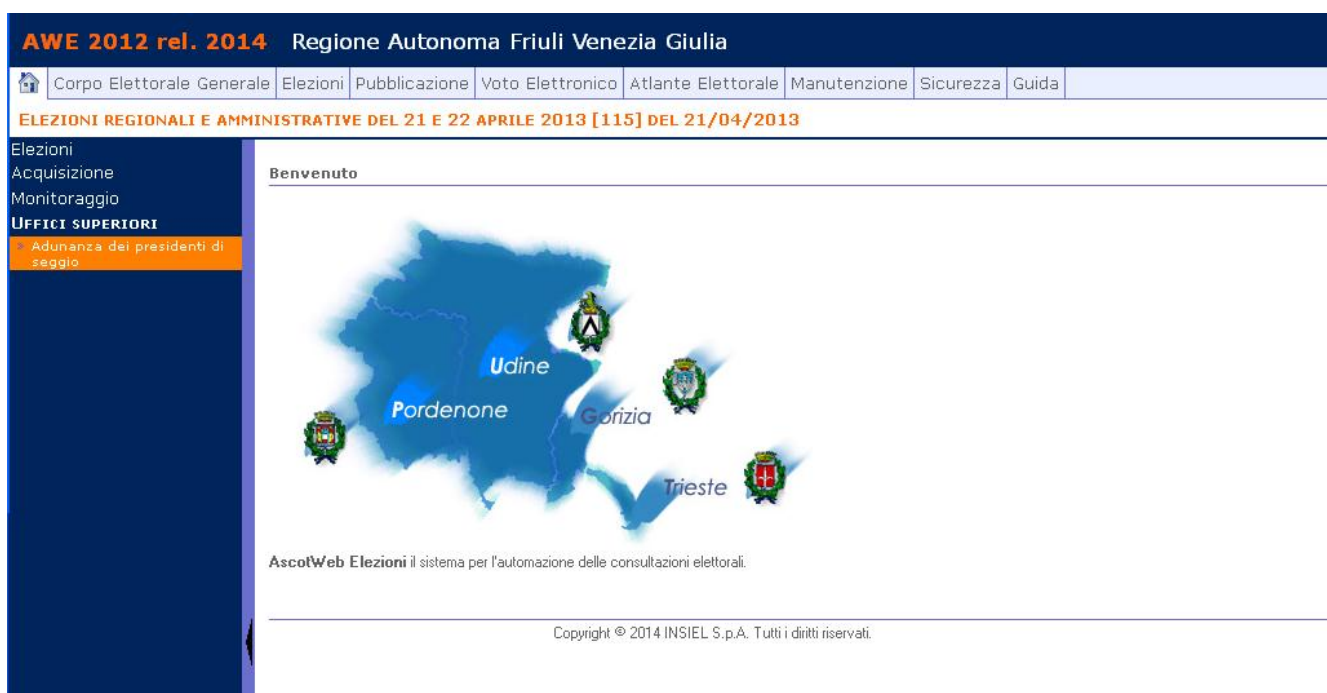 AWE 2012 rel. 2014 Regione Autonoma Friuli Venezia Giulia
Corpo Elettorale Generale Elezioni Pubblicazione Voto Elettronico Atlante Elettorale Manutenzione Sicurezza Guida
ELEZIONI REGIONALI E AMMINISTRATIVE DEL 21 E 22 APRILE 2013 [115] DEL 21/04/2013
Elezioni
Acquisizione
Monitoraggio
UFFICI SUPERIORI
Adunanza dei presidenti di
seggio
Benvenuto
Udine
Pordenone
Gorizia
Trieste
AscotWeb Elezioni il sistema per l'automazione delle consultazioni elettorali.
Copyright © 2014 INSIEL S.p.A. Tutti i diritti riservati.